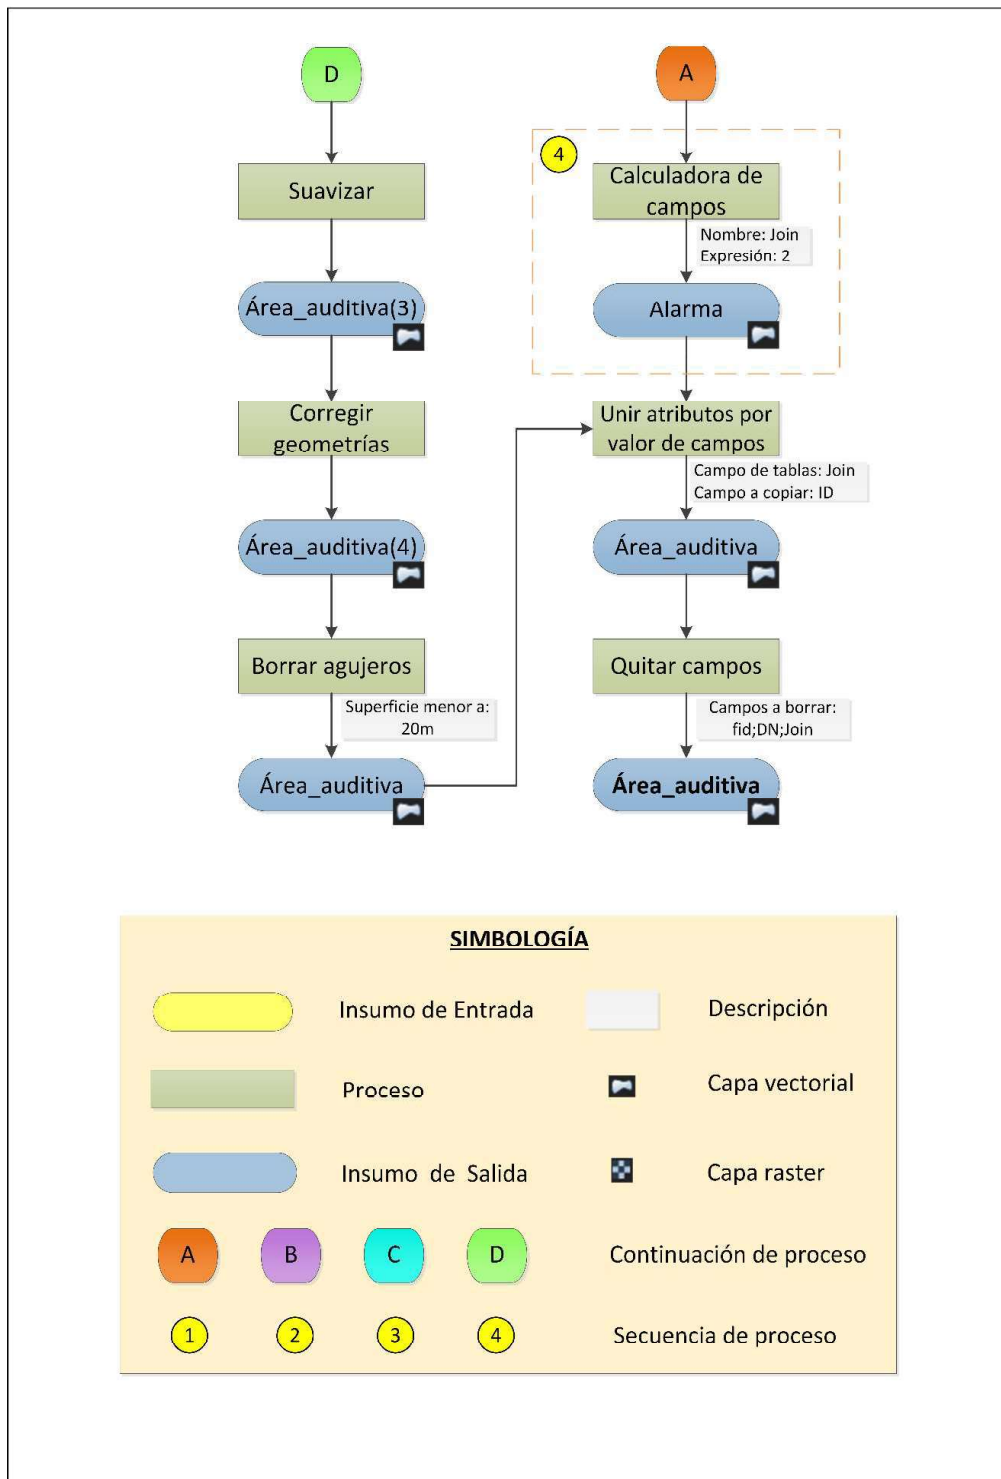 D
Suavizar
Área_auditiva(3)
Corregir
geometrías
Área_auditiva(4)
Borrar agujeros
Superficie menor a:
20m
Área_auditiva
A
4
Calculadora de
campos
Nombre: Join
Expresión: 2
Alarma
Unir atributos por
valor de campos
Campo de tablas: Join
Campo a copiar: ID
Área_auditiva
Quitar campos
Campos a borrar:
fid;DN;Join
Área_auditiva
SIMBOLOGÍA
Insumo de Entrada
Descripción
Proceso
Capa vectorial
Insumo de Salida
Capa raster
A B C D Continuación de proceso
1 2 3 4 Secuencia de proceso